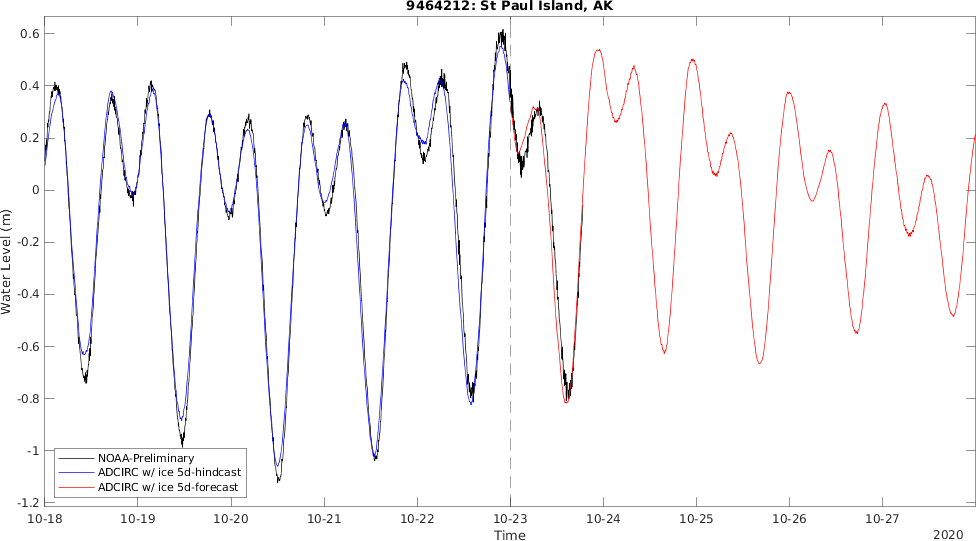 9464212: St Paul Island, AK
0.6
0.4
0.2
0
-0.2
-0.4
-0.6
-0.8
-1
-1.2
Water Level (m)
NOAA-Preliminary
ADCIRC w/ ice 5d-hindcast
ADCIRC w/ ice 5d-forecast
10-18 10-19 10-20 10-21 10-22 10-23 10-24 10-25 10-26 10-27
Time
2020